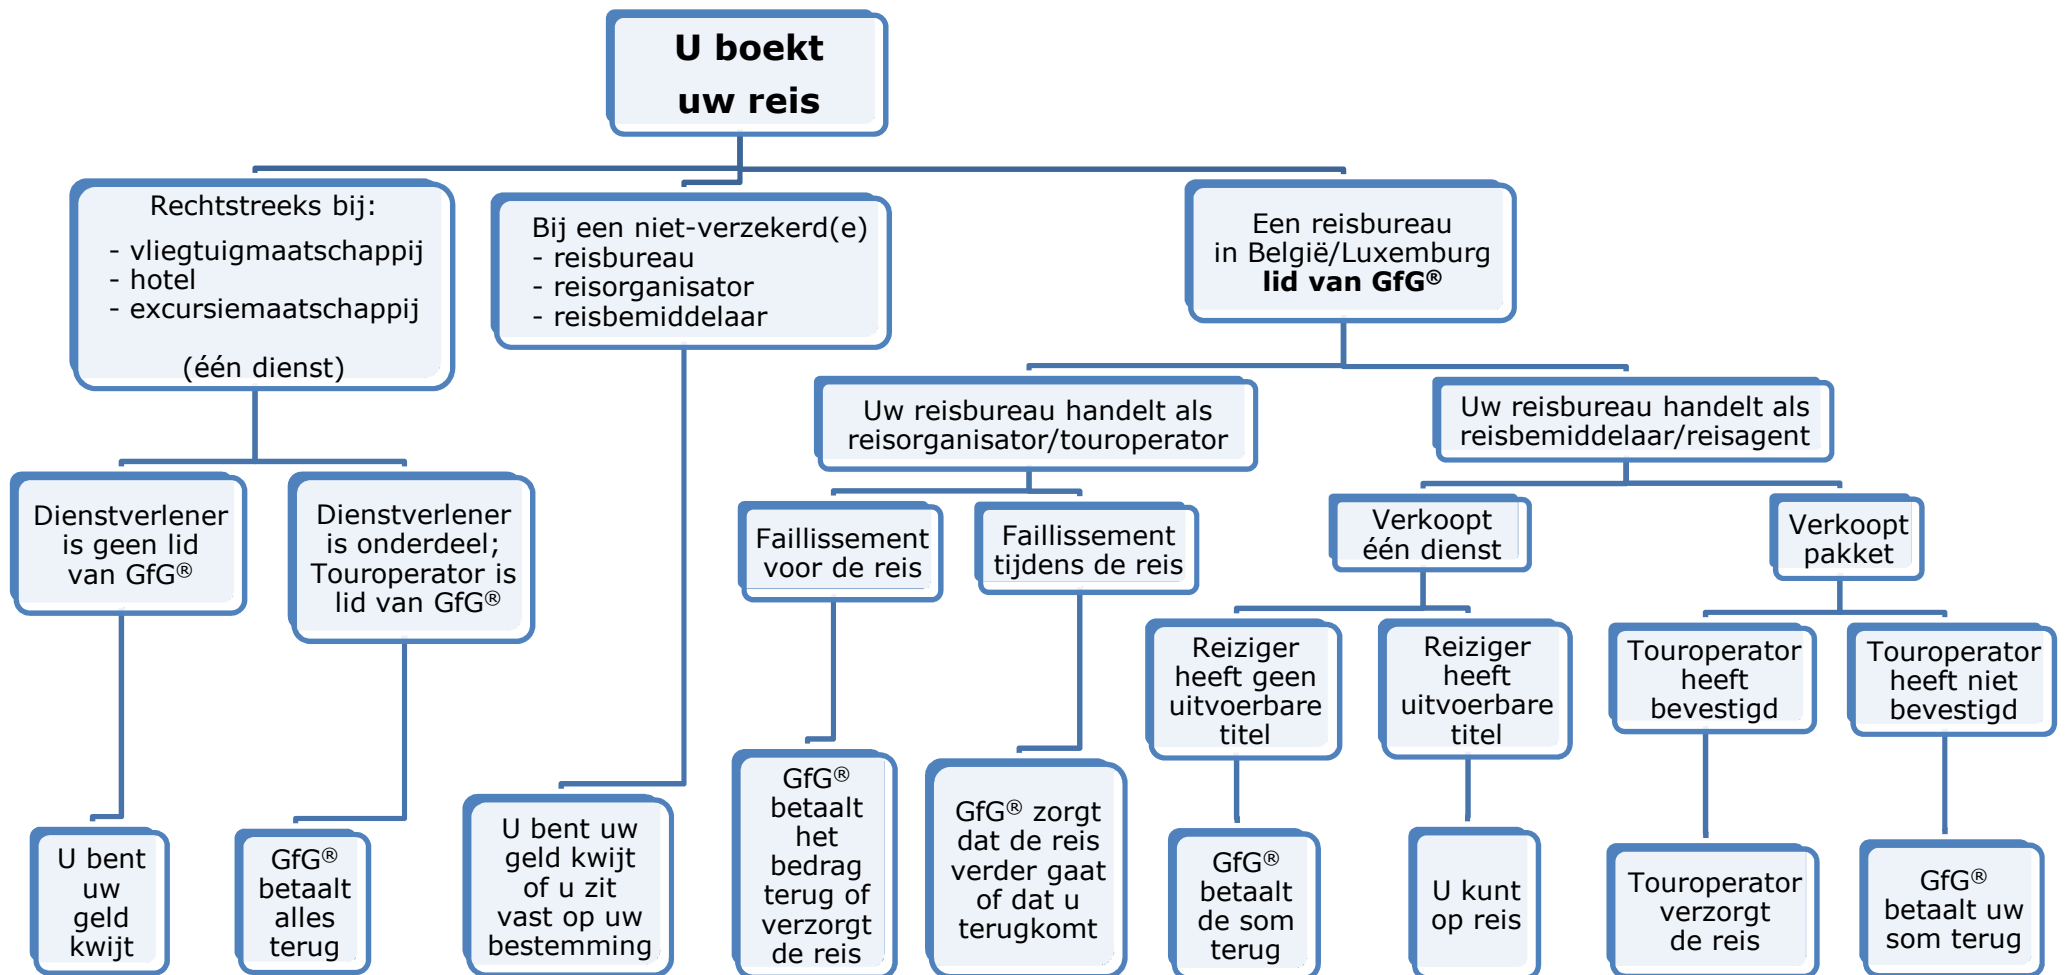 U boekt
uw reis
Rechtstreeks bij:
- vliegtuigmaatschappij
- hotel
- excursiemaatschappij
(één dienst)
Bij een niet-verzekerd(e)
- reisbureau
- reisorganisator
- reisbemiddelaar
Een reisbureau
in België/Luxemburg
lid van GfG®
Uw reisbureau handelt als
reisorganisator/touroperator
Uw reisbureau handelt als
reisbemiddelaar/reisagent
Dienstverlener
is geen lid
van GfG®
Dienstverlener
is onderdeel;
Touroperator is
lid van GfG®
Faillissement
voor de reis
Faillissement
tijdens de reis
Verkoopt
één dienst
Verkoopt
pakket
Reiziger
heeft geen
uitvoerbare
titel
Reiziger
heeft
uitvoerbare
titel
Touroperator
heeft
bevestigd
Touroperator
heeft niet
bevestigd
U bent
uw
geld
kwijt
GfG®
betaalt
alles
terug
U bent uw
geld kwijt
of u zit
vast op uw
bestemming
GfG®
betaalt
het
bedrag
terug of
verzorgt
de reis
GfG® zorgt
dat de reis
verder gaat
of dat u
terugkomt
GfG®
betaalt
de som
terug
U kunt
op reis
Touroperator
verzorgt
de reis
GfG®
betaalt uw
som terug